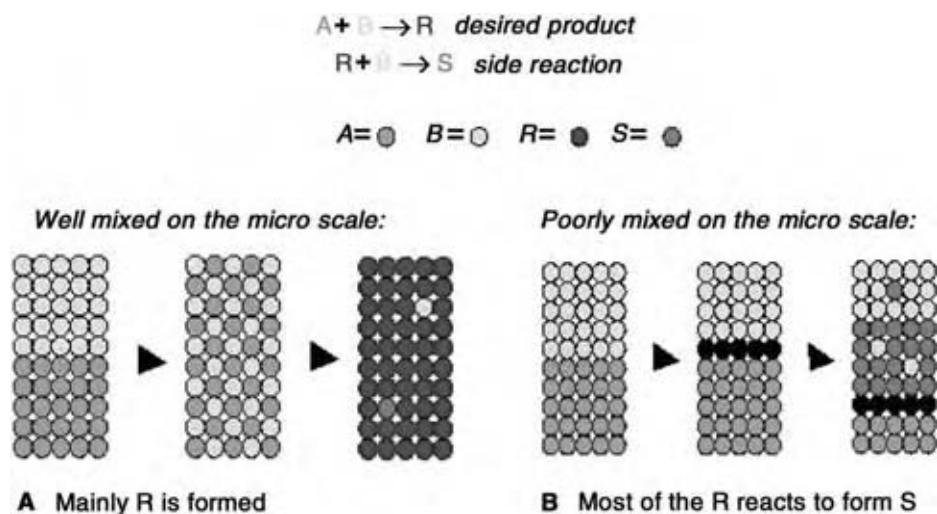 A + B → R desired product
R + B → S side reaction
A= B= R= S=
Well mixed on the micro scale:
Poorly mixed on the micro scale:
A Mainly R is formed
B Most of the R reacts to form S